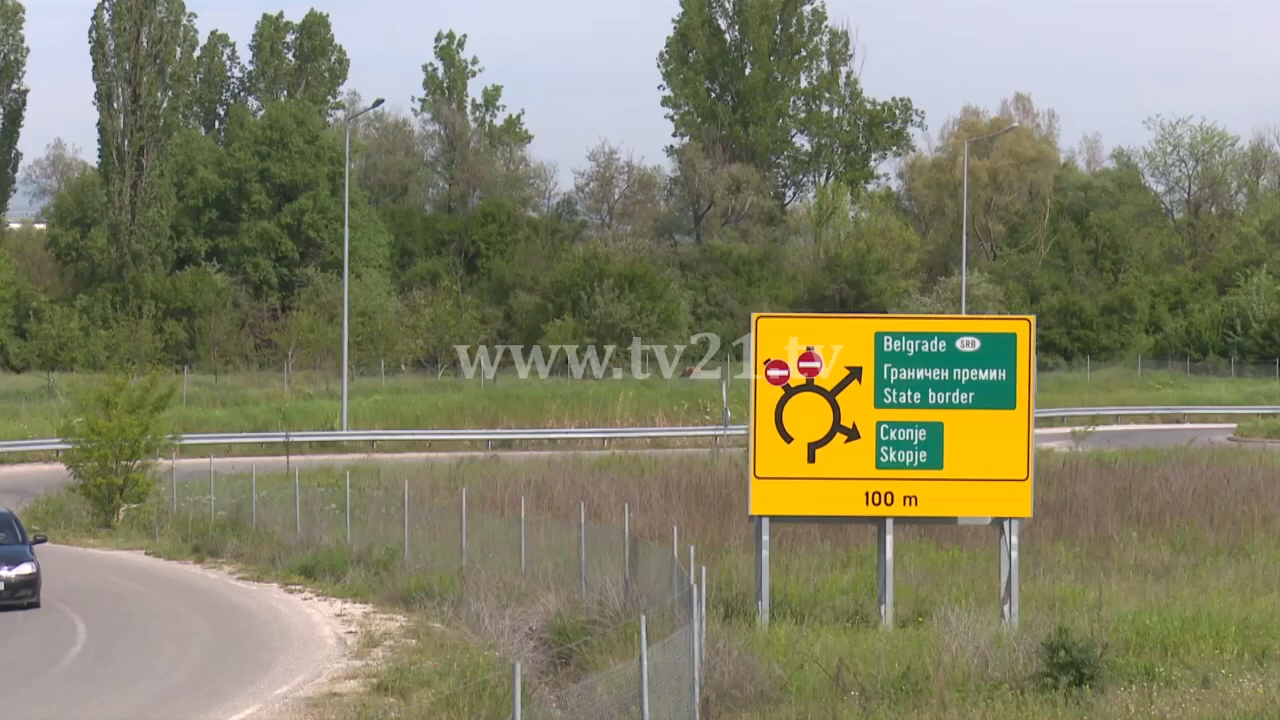 www.tv21.tv
Belgrade SRB
Граничен премин
State border
Скопје
Skopje
100 m